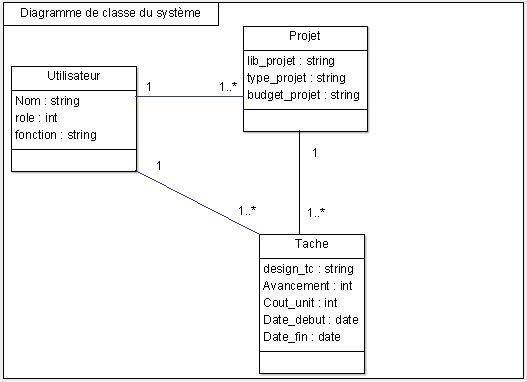 Diagramme de classe du système
Projet
lib_projet : string
type_projet : string
budget_projet : string
Utilisateur
Nom : string
role : int
fonction : string
1
1..*
1
1..*
1
1..*
Tache
design_tc : string
Avancement : int
Cout_unit : int
Date_debut : date
Date_fin : date